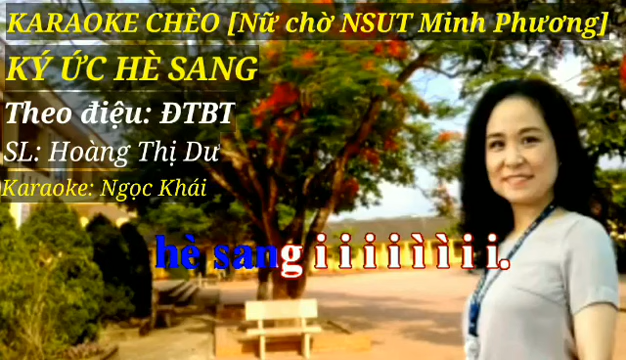 KARAOKE CHÈO [Nữ chờ NSUT Minh Phương]
KÝ ỨC HÈ SANG
Theo điệu: ĐTBT
SL: Hoàng Thị Dư
Karaoke: Ngọc Khái
hè sang i i i i ì ì i i.